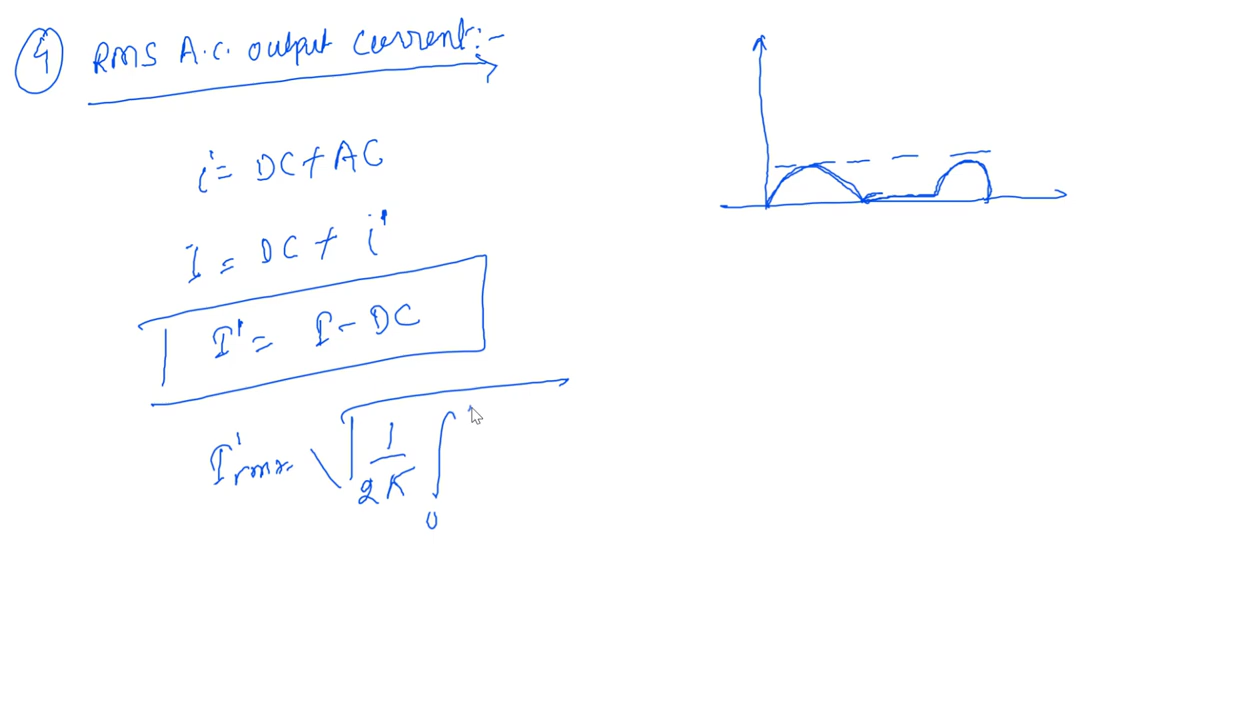 4 RMS A.C. output current:-
i = DC + AC
I = DC + i'
I' = I - DC
I'rms = √ 1/2π ∫0